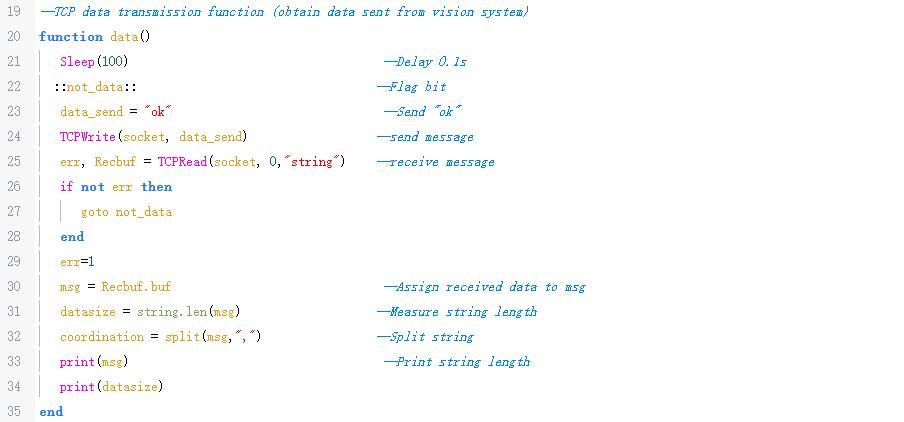 19 --TCP data transmission function (obtain data sent from vision system)
20 function data()
21 Sleep(100) --Delay 0.1s
22 ::not_data:: --Flag bit
23 data_send = "ok" --Send "ok"
24 TCPWrite(socket, data_send) --send message
25 err, Recbuf = TCPRead(socket, 0,"string") --receive message
26 if not err then
27 goto not_data
28 end
29 err=1
30 msg = Recbuf.buf --Assign received data to msg
31 datasize = string.len(msg) --Measure string length
32 coordination = split(msg,",") --Split string
33 print(msg) --Print string length
34 print(datasize)
35 end